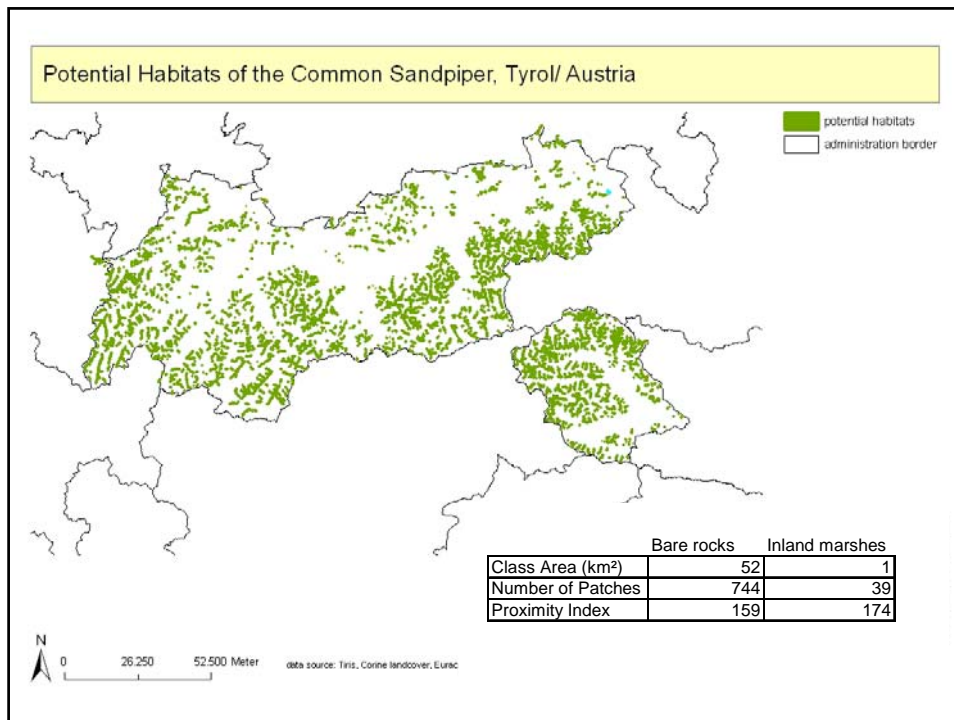 Potential Habitats of the Common Sandpiper, Tyrol/ Austria
potential habitats
administration border
Bare rocks Inland marshes
Class Area (km²) 52 1
Number of Patches 744 39
Proximity Index 159 174
N
0 26.250 52.500 Meter
data source: Tiris, Corine landcover, Eurac